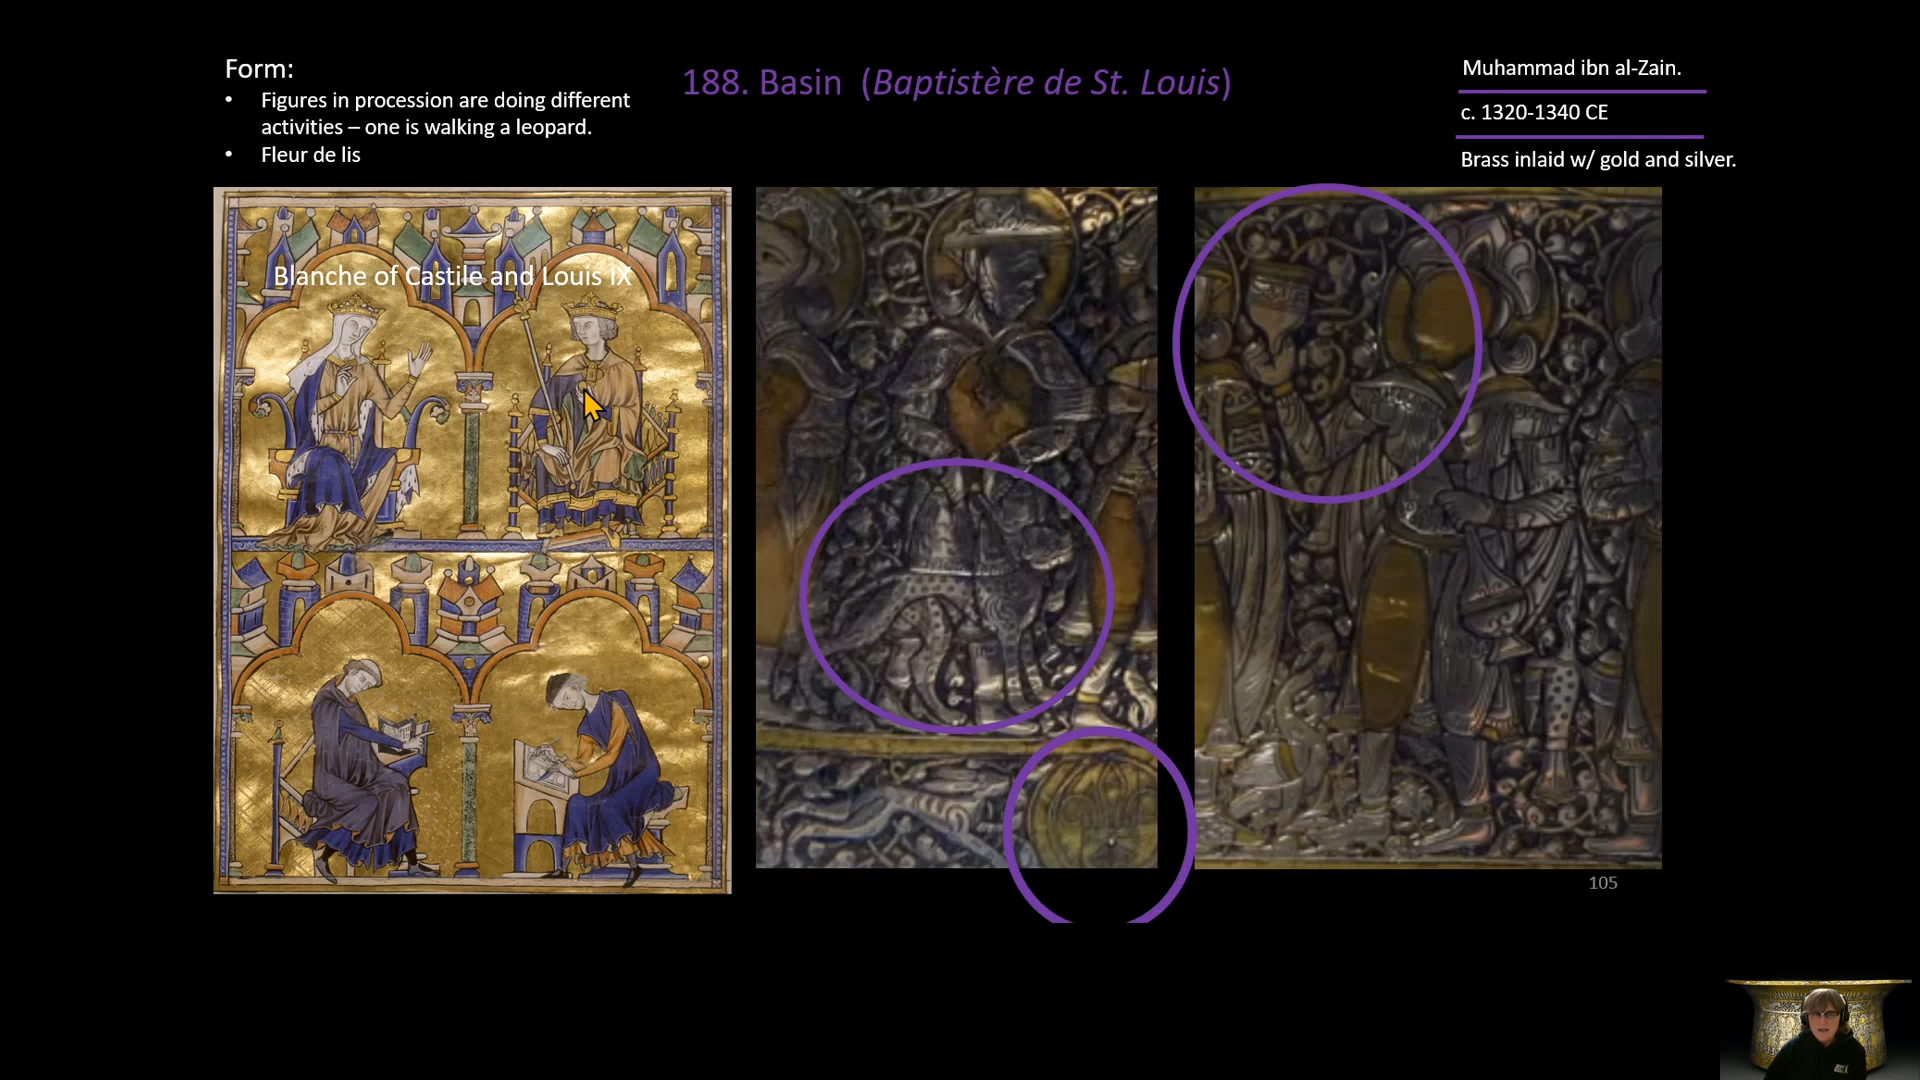 Form:
• Figures in procession are doing different
activities – one is walking a leopard.
• Fleur de lis
188. Basin (Baptistère de St. Louis)
Muhammad ibn al-Zain.
c. 1320-1340 CE
Brass inlaid w/ gold and silver.
Blanche of Castile and Louis IX
105